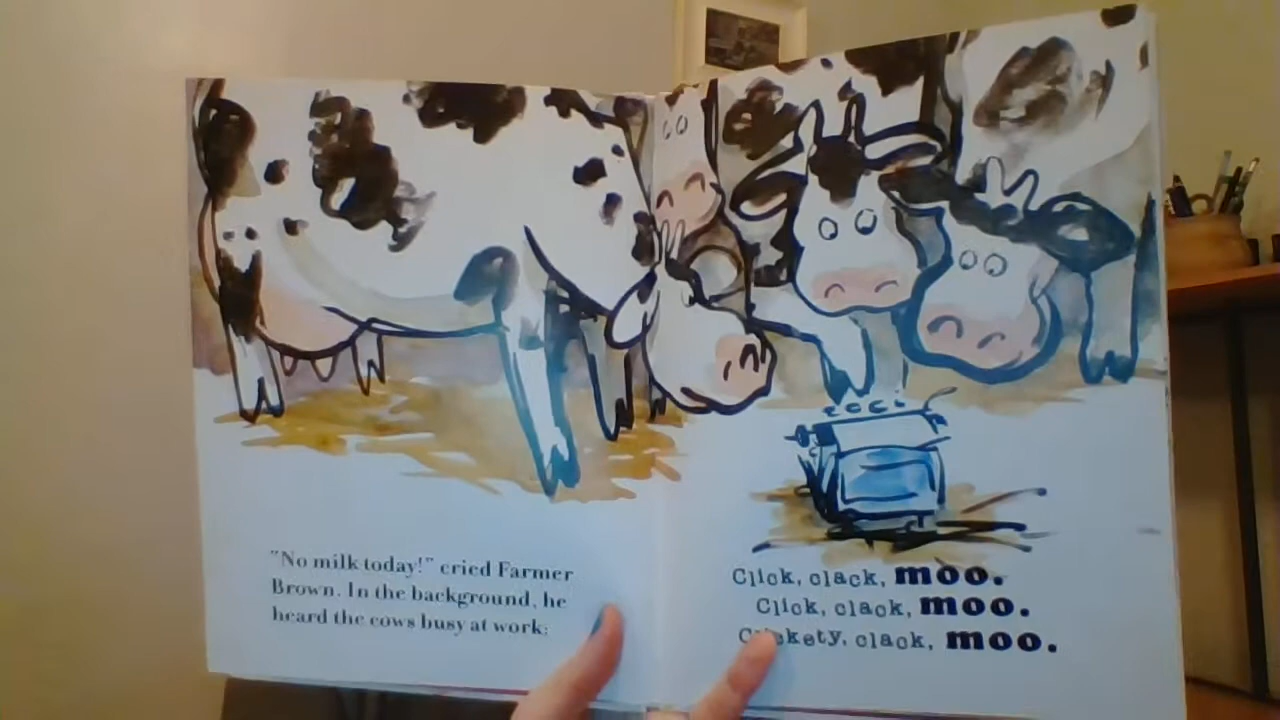 "No milk today!" cried Farmer
Brown. In the background, he
heard the cows busy at work:
Click, clack, moo.
Click, clack, moo.
Clickety, clack, moo.